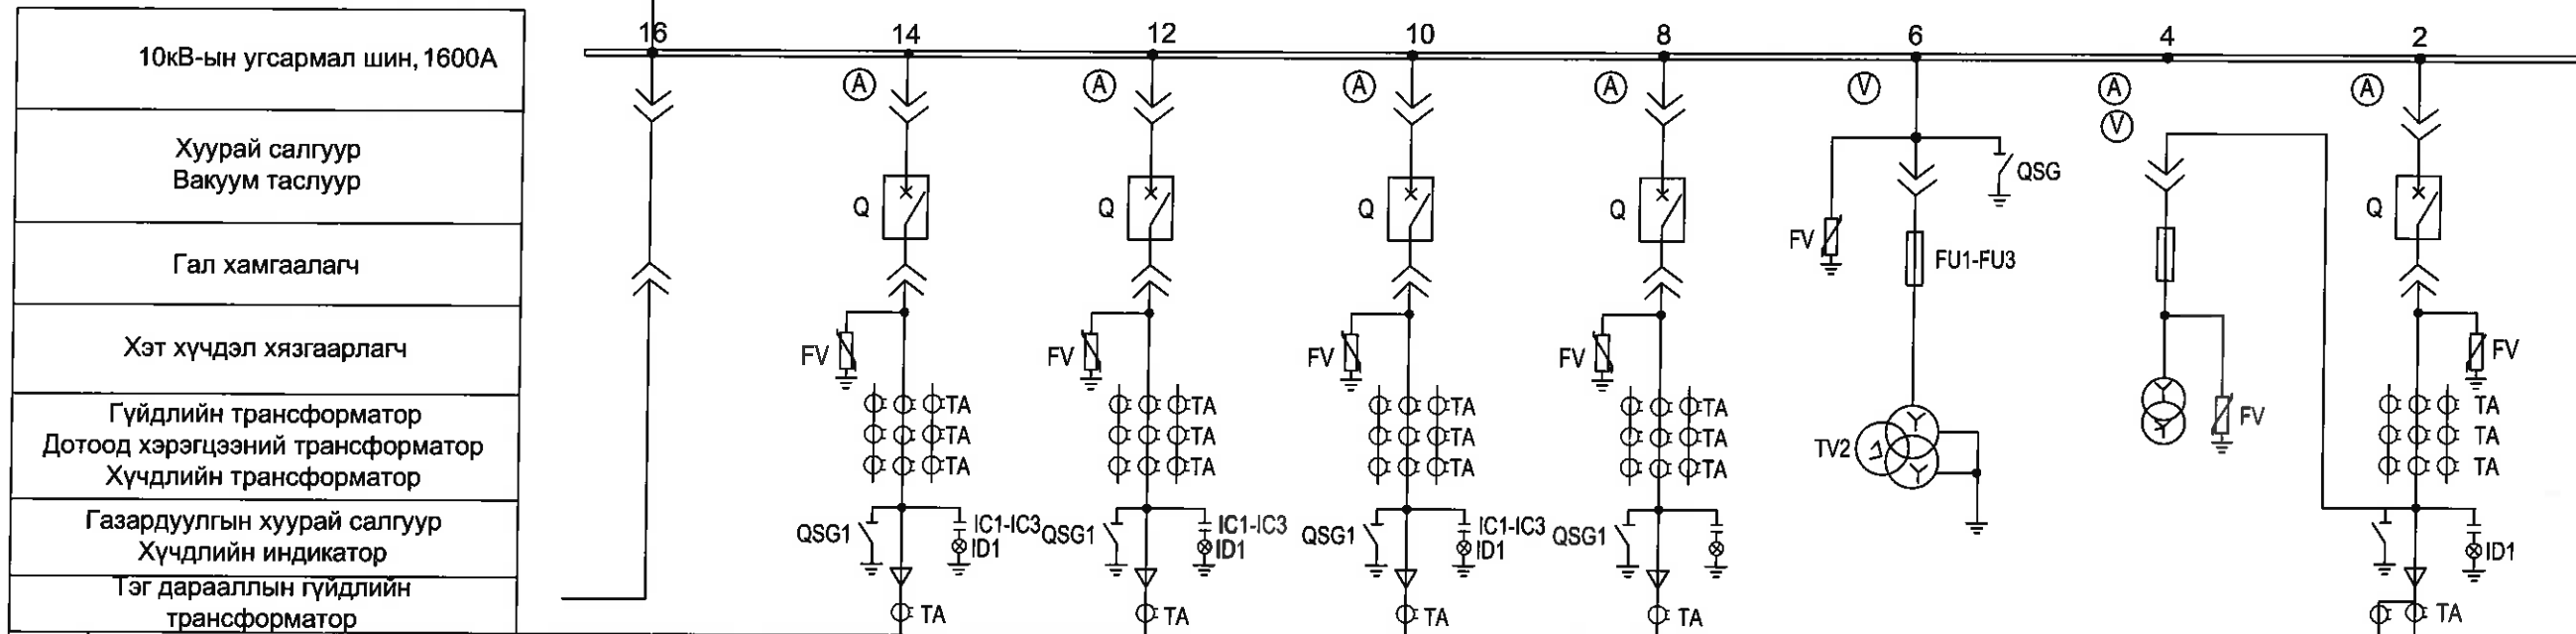 10кВ-ын угсармал шин, 1600А
Хуурай салгуур
Вакуум таслуур
Гал хамгаалагч
Хэт хүчдэл хязгаарлагч
Гүйдлийн трансформатор
Дотоод хэрэгцээний трансформатор
Хүчдлийн трансформатор
Газардуулгын хуурай салгуур
Хүчдлийн индикатор
Тэг дарааллын гүйдлийн
трансформатор
16 14 12 10 8 6 4 2
A A A A V A A
V
QSG
Q Q Q Q Q
FV FU1-FU3
FV FV FV FV FV
TA TA TA TA TA
FV
TA TA TA TA TA
TV2
TA TA TA TA TA
IC1-IC3 IC1-IC3 IC1-IC3
QSG1 QSG1 QSG1 QSG1
ID1 ID1 ID1 ID1
TA TA TA TA TA